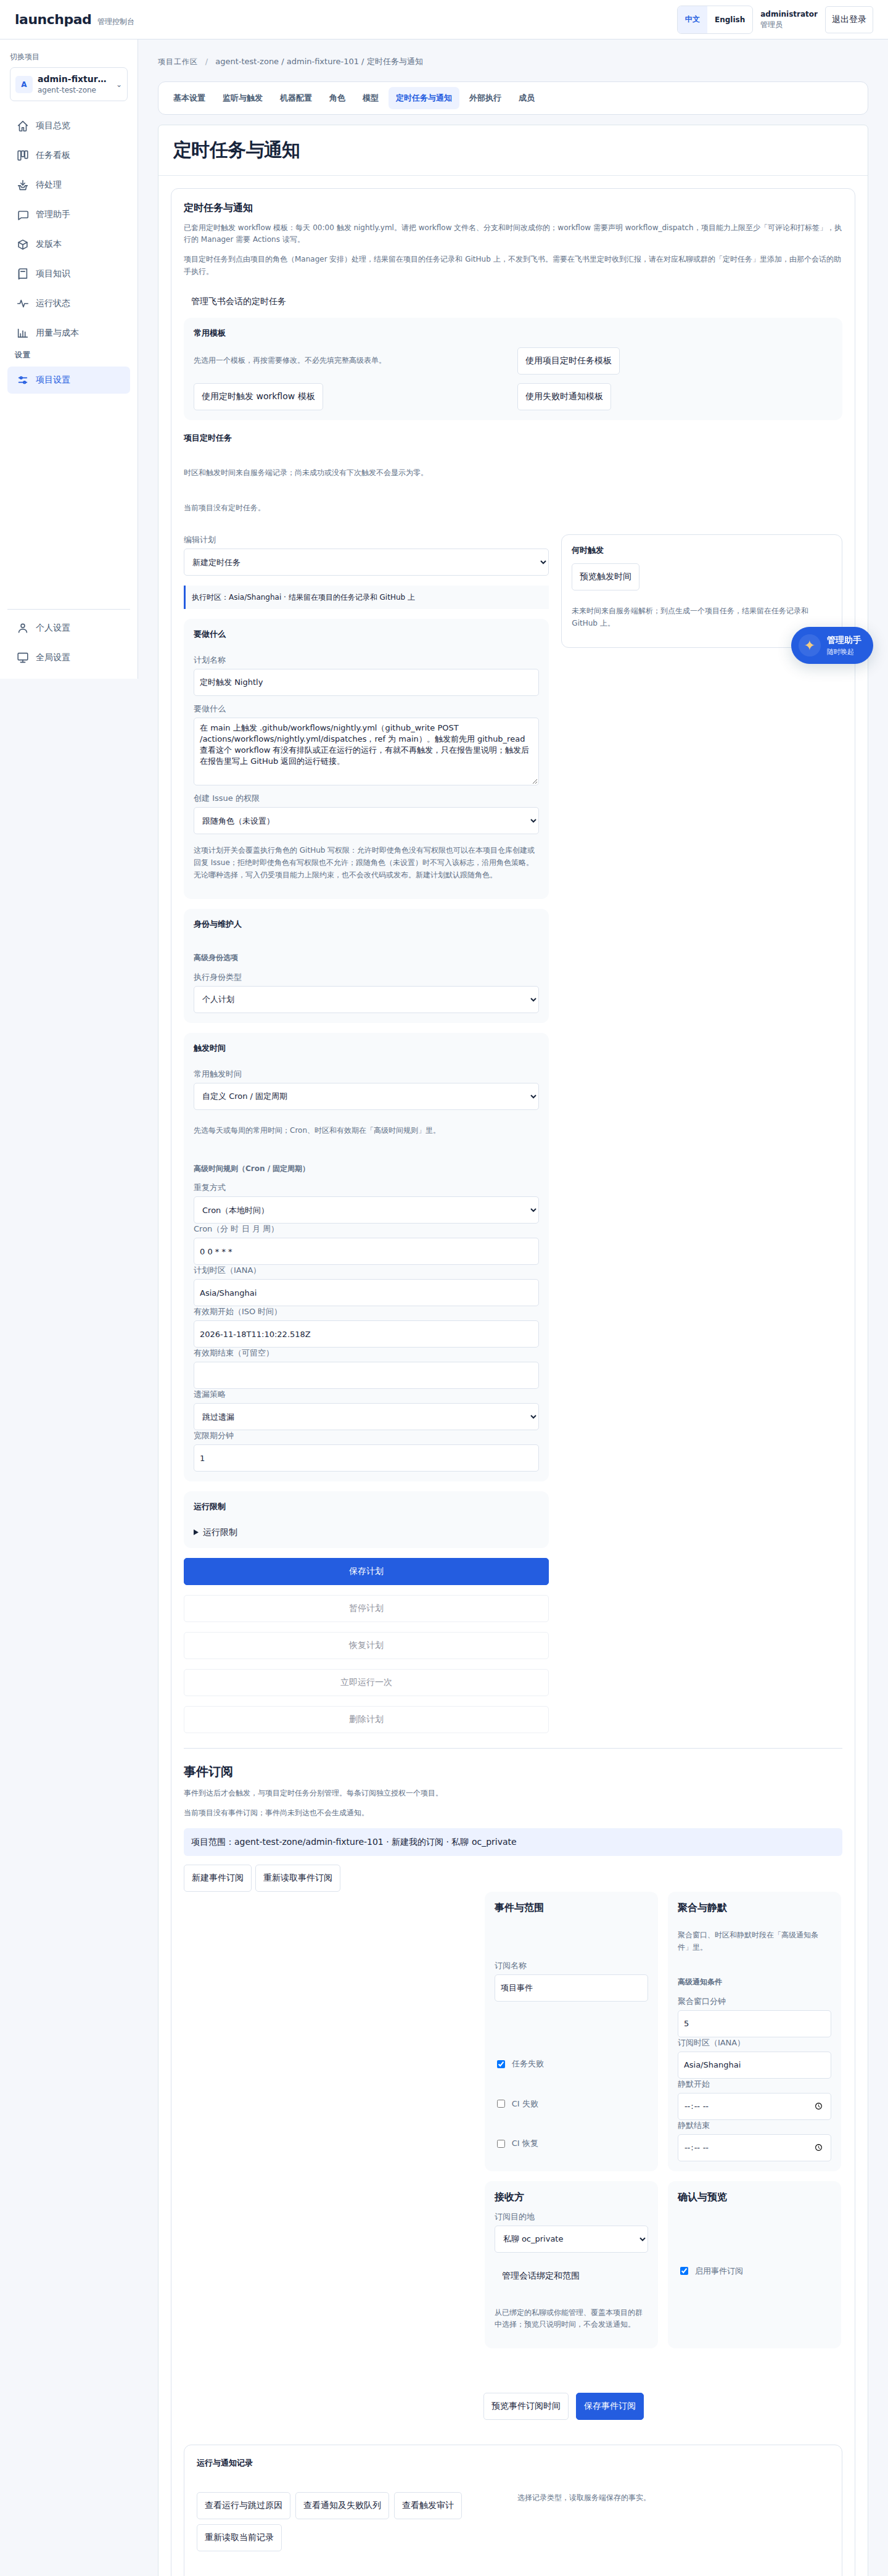 launchpad 管理控制台
中文 English administrator 管理员 退出登录
切换项目
A admin-fixtur... agent-test-zone
项目总览
任务看板
待处理
管理助手
发版本
项目知识
运行状态
用量与成本
设置
项目设置
个人设置
全局设置
项目工作区 / agent-test-zone / admin-fixture-101 / 定时任务与通知
基本设置 监听与触发 机器配置 角色 模型 定时任务与通知 外部执行 成员
定时任务与通知
定时任务与通知
已套用定时触发 workflow 模板：每天 00:00 触发 nightly.yml。请把 workflow 文件名、分支和时间改成你的；workflow 需要声明 workflow_dispatch，项目能力上限至少「可评论和打标签」，执
行的 Manager 需要 Actions 读写。
项目定时任务到点由项目的角色（Manager 安排）处理，结果留在项目的任务记录和 GitHub 上，不发到飞书。需要在飞书里定时收到汇报，请在对应私聊或群的「定时任务」里添加，由那个会话的助
手执行。
管理飞书会话的定时任务
常用模板
先选用一个模板，再按需要修改。不必先填完整高级表单。
使用项目定时任务模板
使用定时触发 workflow 模板
使用失败时通知模板
项目定时任务
时区和触发时间来自服务端记录；尚未成功或没有下次触发不会显示为零。
当前项目没有定时任务。
编辑计划
新建定时任务
执行时区：Asia/Shanghai · 结果留在项目的任务记录和 GitHub 上
何时触发
预览触发时间
未来时间来自服务端解析；到点生成一个项目任务，结果留在任务记录和
GitHub 上。
管理助手
随时唤起
要做什么
计划名称
定时触发 Nightly
要做什么
在 main 上触发 .github/workflows/nightly.yml（github_write POST
/actions/workflows/nightly.yml/dispatches，ref 为 main）。触发前先用 github_read
查看这个 workflow 有没有排队或正在运行的运行，有就不再触发，只在报告里说明；触发后
在报告里写上 GitHub 返回的运行链接。
创建 Issue 的权限
跟随角色（未设置）
这项计划开关会覆盖执行角色的 GitHub 写权限：允许时即使角色没有写权限也可以在本项目仓库创建或
回复 Issue；拒绝时即使角色有写权限也不允许；跟随角色（未设置）时不写入该标志，沿用角色策略。
无论哪种选择，写入仍受项目能力上限约束，也不会改代码或发布。新建计划默认跟随角色。
身份与维护人
高级身份选项
执行身份类型
个人计划
触发时间
常用触发时间
自定义 Cron / 固定周期
先选每天或每周的常用时间；Cron、时区和有效期在「高级时间规则」里。
高级时间规则（Cron / 固定周期）
重复方式
Cron（本地时间）
Cron（分 时 日 月 周）
0 0 * * *
计划时区（IANA）
Asia/Shanghai
有效期开始（ISO 时间）
2026-11-18T11:10:22.518Z
有效期结束（可留空）
遗漏策略
跳过遗漏
宽限期分钟
1
运行限制
运行限制
保存计划
暂停计划
恢复计划
立即运行一次
删除计划
事件订阅
事件到达后才会触发，与项目定时任务分别管理。每条订阅独立授权一个项目。
当前项目没有事件订阅；事件尚未到达也不会生成通知。
项目范围：agent-test-zone/admin-fixture-101 · 新建我的订阅 · 私聊 oc_private
新建事件订阅 重新读取事件订阅
事件与范围
订阅名称
项目事件
任务失败
CI 失败
CI 恢复
聚合与静默
聚合窗口、时区和静默时段在「高级通知条
件」里。
高级通知条件
聚合窗口分钟
5
订阅时区（IANA）
Asia/Shanghai
静默开始
--:-- --
静默结束
--:-- --
接收方
订阅目的地
私聊 oc_private
管理会话绑定和范围
从已绑定的私聊或你能管理、覆盖本项目的群
中选择；预览只说明时间，不会发送通知。
确认与预览
启用事件订阅
预览事件订阅时间 保存事件订阅
运行与通知记录
查看运行与跳过原因 查看通知及失败队列 查看触发审计
重新读取当前记录
选择记录类型，读取服务端保存的事实。